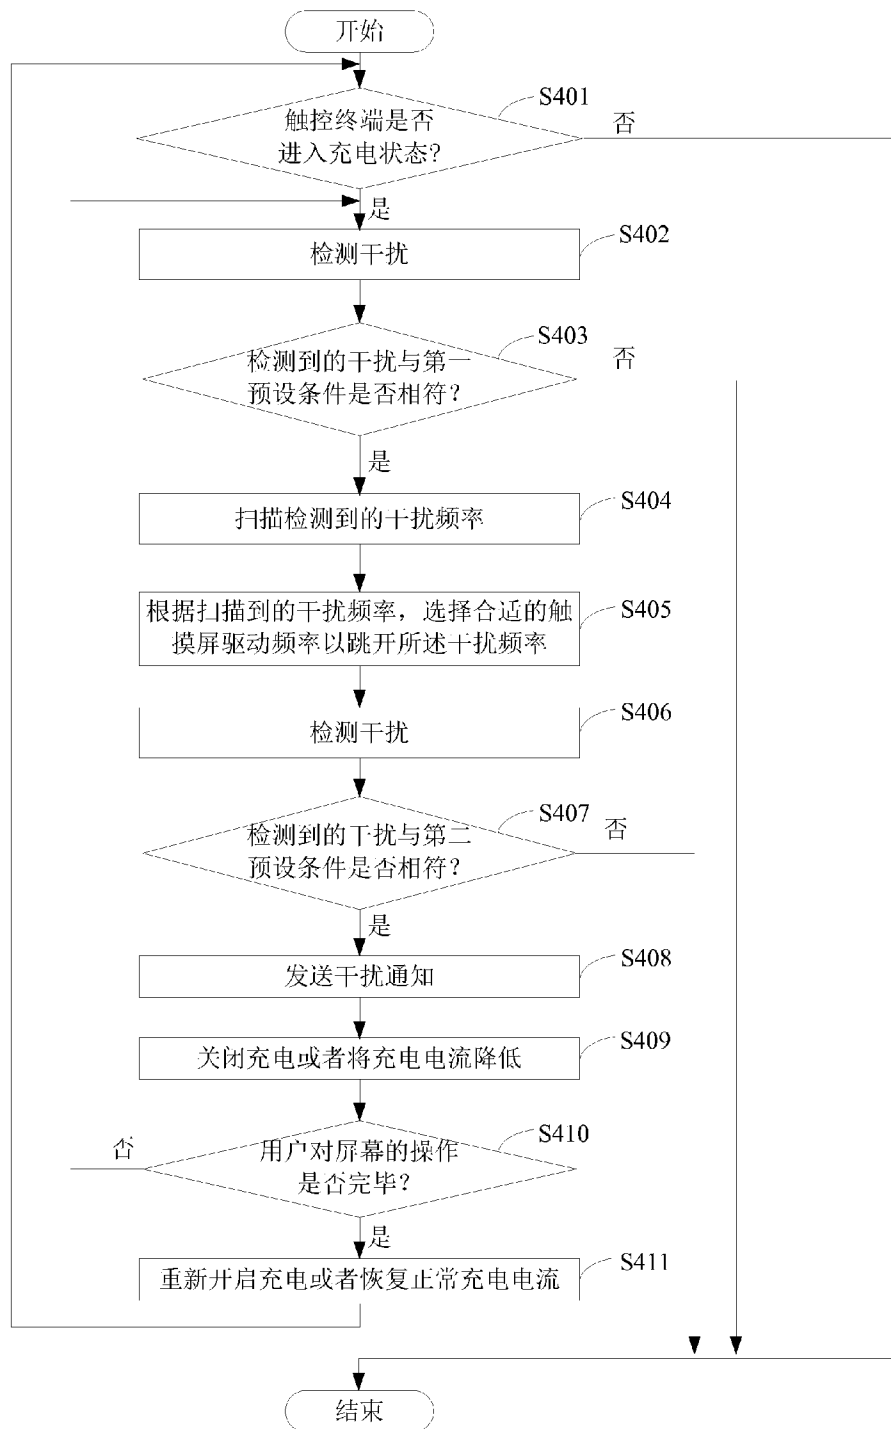 开始
S401
触控终端是否
进入充电状态?
否
是
S402
检测干扰
S403
检测到的干扰与第一
预设条件是否相符?
否
是
S404
扫描检测到的干扰频率
S405
根据扫描到的干扰频率，选择合适的触
摸屏驱动频率以跳开所述干扰频率
S406
检测干扰
S407
检测到的干扰与第二
预设条件是否相符?
否
是
S408
发送干扰通知
S409
关闭充电或者将充电电流降低
S410
否
用户对屏幕的操作
是否完毕?
是
S411
重新开启充电或者恢复正常充电电流
结束